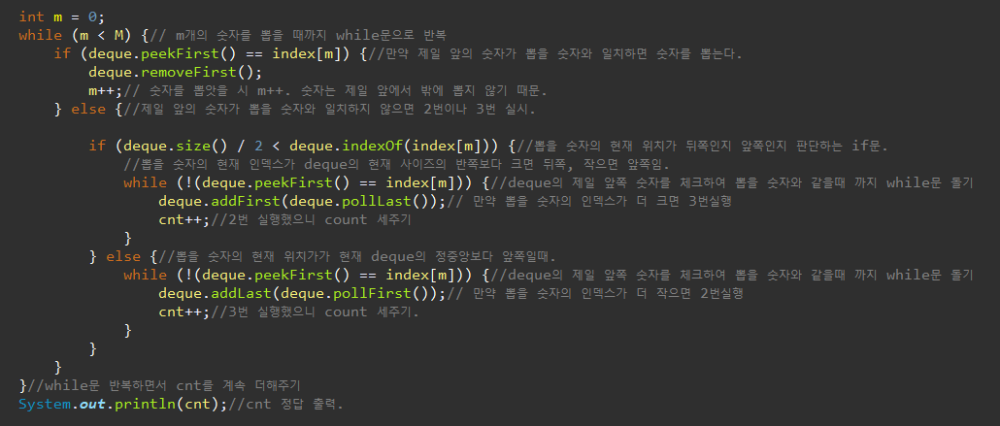 int m = 0;
while (m < M) {// m개의 숫자를 뽑을 때까지 while문으로 반복
if (deque.peekFirst() == index[m]) {//만약 제일 앞의 숫자가 뽑을 숫자와 일치하면 숫자를 뽑는다.
deque.removeFirst();
m++;// 숫자를 뽑앗을 시 m++. 숫자는 제일 앞에서 밖에 뽑지 않기 때문.
} else {//제일 앞의 숫자가 뽑을 숫자와 일치하지 않으면 2번이나 3번 실시.
if (deque.size() / 2 < deque.indexOf(index[m])) {//뽑을 숫자의 현재 위치가 뒤쪽인지 앞쪽인지 판단하는 if문.
//뽑을 숫자의 현재 인덱스가 deque의 현재 사이즈의 반쪽보다 크면 뒤쪽, 작으면 앞쪽임.
while (!(deque.peekFirst() == index[m])) {//deque의 제일 앞쪽 숫자를 체크하여 뽑을 숫자와 같을때 까지 while문 돌기
deque.addFirst(deque.pollLast());// 만약 뽑을 숫자의 인덱스가 더 크면 3번실행
cnt++;//2번 실행했으니 count 세주기
}
} else {//뽑을 숫자의 현재 위치가가 현재 deque의 정중앙보다 앞쪽일때.
while (!(deque.peekFirst() == index[m])) {//deque의 제일 앞쪽 숫자를 체크하여 뽑을 숫자와 같을때 까지 while문 돌기
deque.addLast(deque.pollFirst());// 만약 뽑을 숫자의 인덱스가 더 작으면 2번실행
cnt++;//3번 실행했으니 count 세주기.
}
}
}
}//while문 반복하면서 cnt를 계속 더해주기
System.out.println(cnt);//cnt 정답 출력.